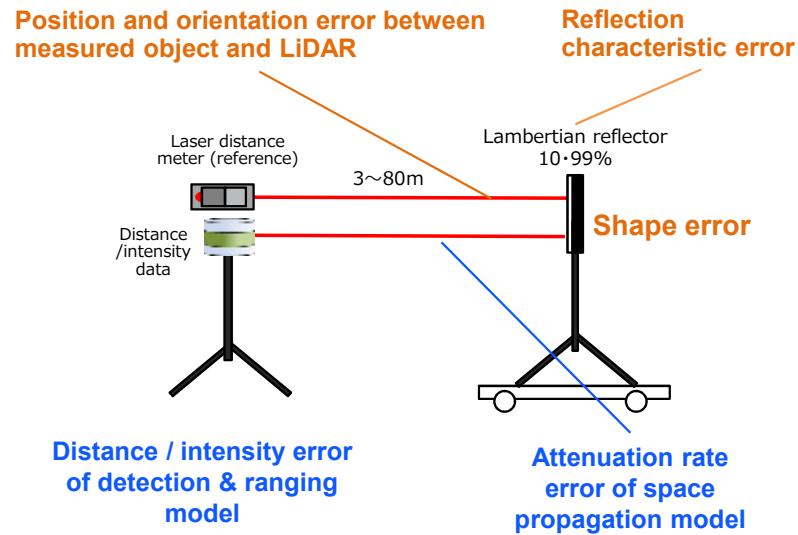 Position and orientation error between
measured object and LiDAR
Reflection
characteristic error
Laser distance
meter (reference)
Lambertian reflector
10・99%
3～80m
Distance
/intensity
data
Shape error
Distance / intensity error
of detection & ranging
model
Attenuation rate
error of space
propagation model